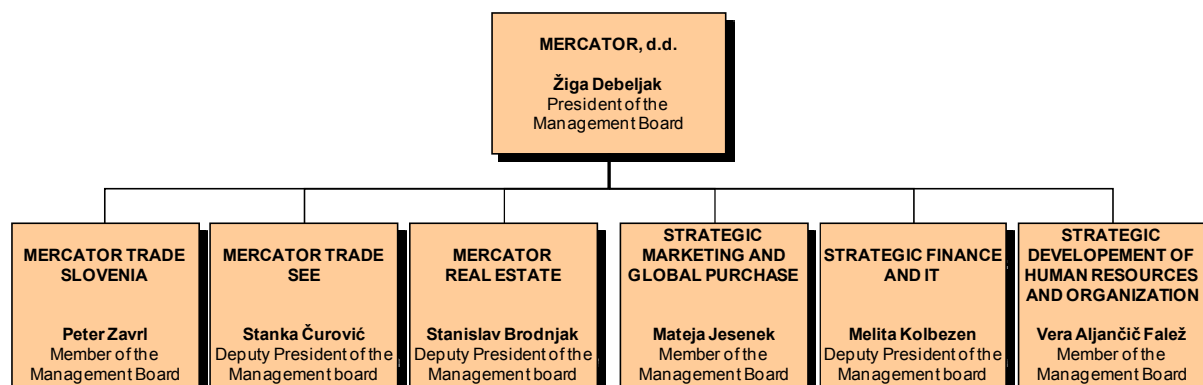 MERCATOR, d.d.
Žiga Debeljak
President of the
Management Board
MERCATOR TRADE
SLOVENIA
Peter Zavrl
Member of the
Management Board
MERCATOR TRADE
SEE
Stanka Čurović
Deputy President of the
Management board
MERCATOR
REAL ESTATE
Stanislav Brodnjak
Deputy President of the
Management board
STRATEGIC
MARKETING AND
GLOBAL PURCHASE
Mateja Jesenek
Member of the
Management Board
STRATEGIC FINANCE
AND IT
Melita Kolbezen
Deputy President of the
Management board
STRATEGIC
DEVELOPEMENT OF
HUMAN RESOURCES
AND ORGANIZATION
Vera Aljančič Falež
Member of the
Management Board